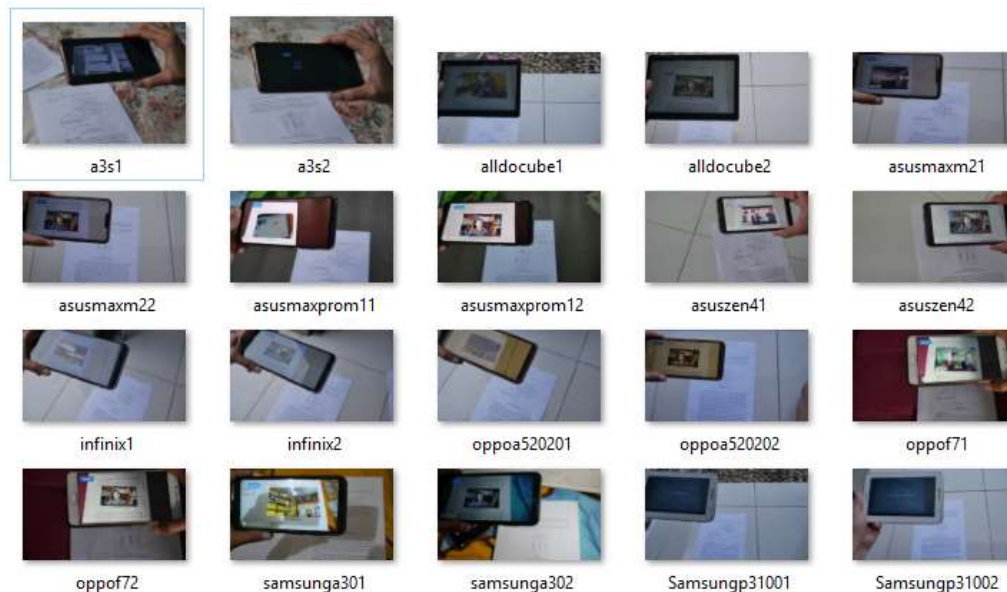 a3s1 a3s2 alldocube1 alldocube2 asusmaxm21
asusmaxm22 asusmaxprom11 asusmaxprom12 asuszen41 asuszen42
infinix1 infinix2 oppoa520201 oppoa520202 oppof71
oppof72 samsunga301 samsunga302 Samsungp31001 Samsungp31002